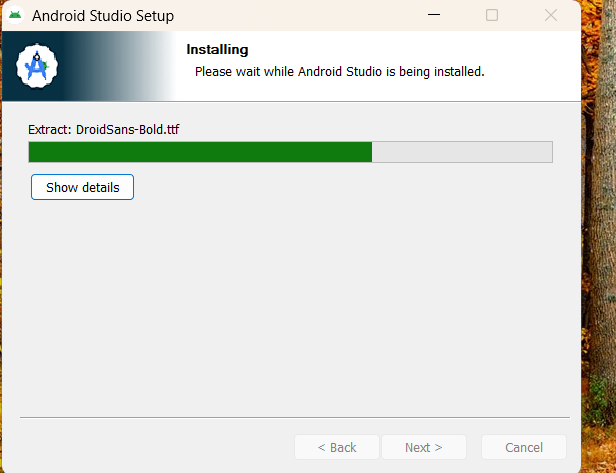 Android Studio Setup
Installing
Please wait while Android Studio is being installed.
Extract: DroidSans-Bold.ttf
Show details
< Back
Next >
Cancel